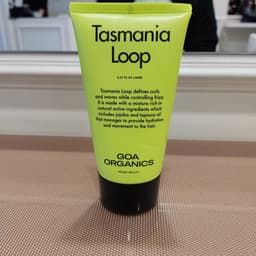 Tasmania
Loop
Tasmania Loop defines curls
and waves while controlling frizz.
It is made with a mixture rich in
natural active ingredients which
includes jojoba and tapioca oil
that manages to provide hydration
and movement to the hair.
GOA
ORGANICS